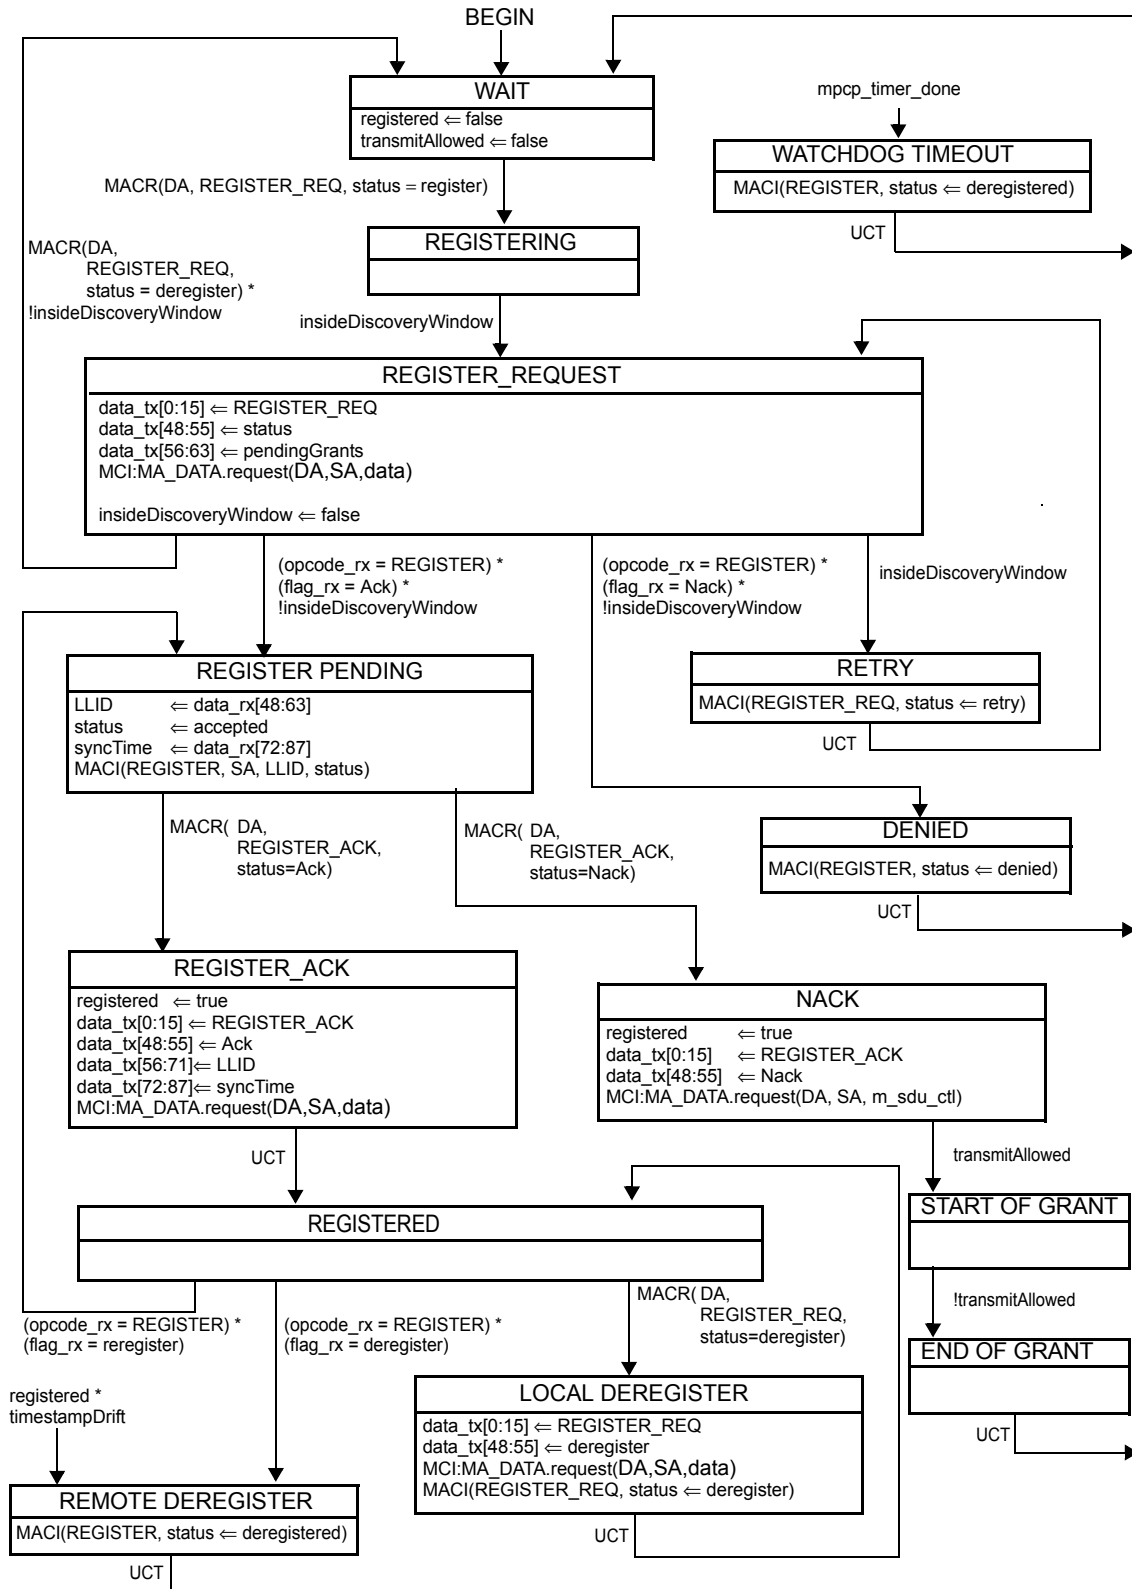 BEGIN
WAIT
registered ⇐ false
transmitAllowed ⇐ false
mpcp_timer_done
WATCHDOG TIMEOUT
MACI(REGISTER, status ⇐ deregistered)
UCT
MACR(DA, REGISTER_REQ, status = register)
REGISTERING
MACR(DA,
REGISTER_REQ,
status = deregister) *
!insideDiscoveryWindow
insideDiscoveryWindow
REGISTER_REQUEST
data_tx[0:15] ⇐ REGISTER_REQ
data_tx[48:55] ⇐ status
data_tx[56:63] ⇐ pendingGrants
MCI:MA_DATA.request(DA,SA,data)
insideDiscoveryWindow ⇐ false
(opcode_rx = REGISTER) *
(flag_rx = Ack) *
!insideDiscoveryWindow
(opcode_rx = REGISTER) *
(flag_rx = Nack) *
!insideDiscoveryWindow
insideDiscoveryWindow
REGISTER PENDING
LLID ⇐ data_rx[48:63]
status ⇐ accepted
syncTime ⇐ data_rx[72:87]
MACI(REGISTER, SA, LLID, status)
RETRY
MACI(REGISTER_REQ, status ⇐ retry)
UCT
MACR( DA,
REGISTER_ACK,
status=Ack)
MACR( DA,
REGISTER_ACK,
status=Nack)
DENIED
MACI(REGISTER, status ⇐ denied)
UCT
REGISTER_ACK
registered ⇐ true
data_tx[0:15] ⇐ REGISTER_ACK
data_tx[48:55] ⇐ Ack
data_tx[56:71]⇐ LLID
data_tx[72:87]⇐ syncTime
MCI:MA_DATA.request(DA,SA,data)
UCT
NACK
registered ⇐ true
data_tx[0:15] ⇐ REGISTER_ACK
data_tx[48:55] ⇐ Nack
MCI:MA_DATA.request(DA, SA, m_sdu_ctl)
transmitAllowed
START OF GRANT
!transmitAllowed
END OF GRANT
UCT
REGISTERED
(opcode_rx = REGISTER) *
(flag_rx = reregister)
(opcode_rx = REGISTER) *
(flag_rx = deregister)
MACR( DA,
REGISTER_REQ,
status=deregister)
registered *
timestampDrift
LOCAL DEREGISTER
data_tx[0:15] ⇐ REGISTER_REQ
data_tx[48:55] ⇐ deregister
MCI:MA_DATA.request(DA,SA,data)
MACI(REGISTER_REQ, status ⇐ deregister)
UCT
REMOTE DEREGISTER
MACI(REGISTER, status ⇐ deregistered)
UCT